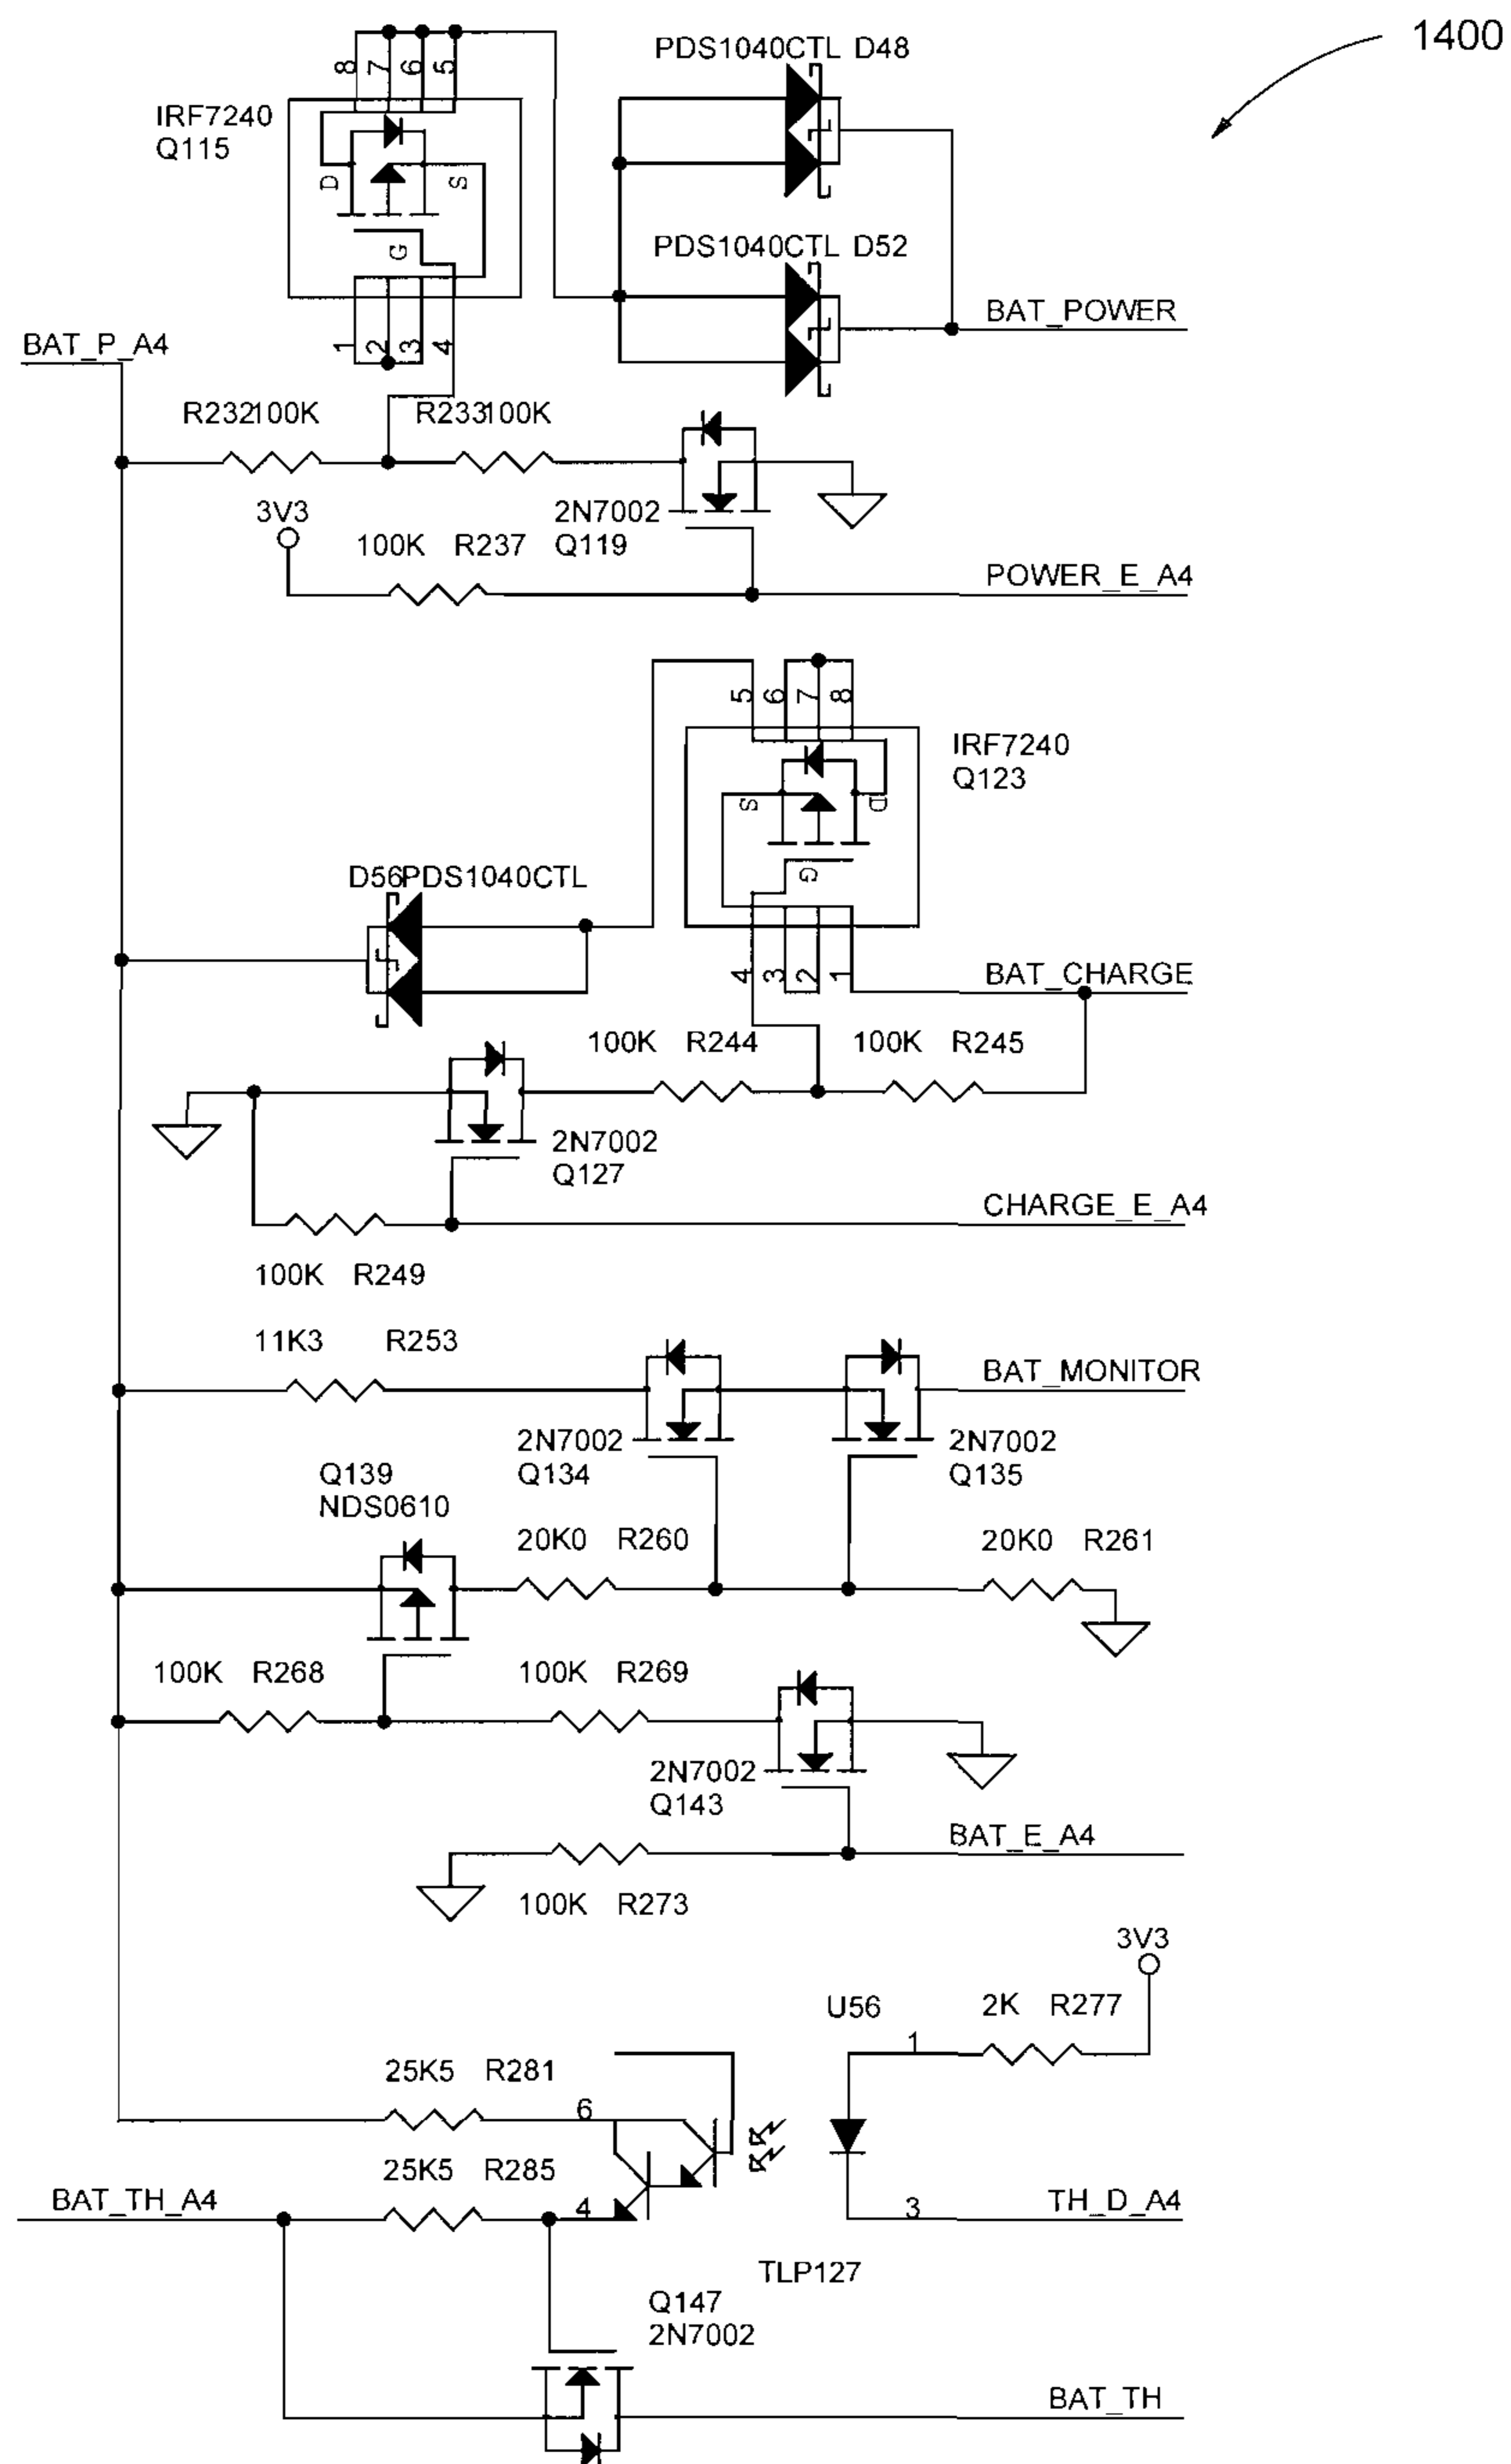 1400
PDS1040CTL D48
8 7 6 5
IRF7240
Q115
D S
G
PDS1040CTL D52
BAT_POWER
1 2 3 4
BAT_P_A4
R232100K R233100K
3V3
2N7002
Q119
100K R237
POWER_E_A4
5 6 7 8
IRF7240
Q123
S D
G
D56PDS1040CTL
4 3 2 1
BAT_CHARGE
100K R244 100K R245
2N7002
Q127
CHARGE_E_A4
100K R249
11K3 R253
BAT_MONITOR
2N7002
Q134
2N7002
Q135
Q139
NDS0610
20K0 R260 20K0 R261
100K R268 100K R269
2N7002
Q143
BAT_E_A4
100K R273
3V3
U56 2K R277
1
25K5 R281
6
25K5 R285
BAT_TH_A4
4
3
TH_D_A4
TLP127
Q147
2N7002
BAT_TH